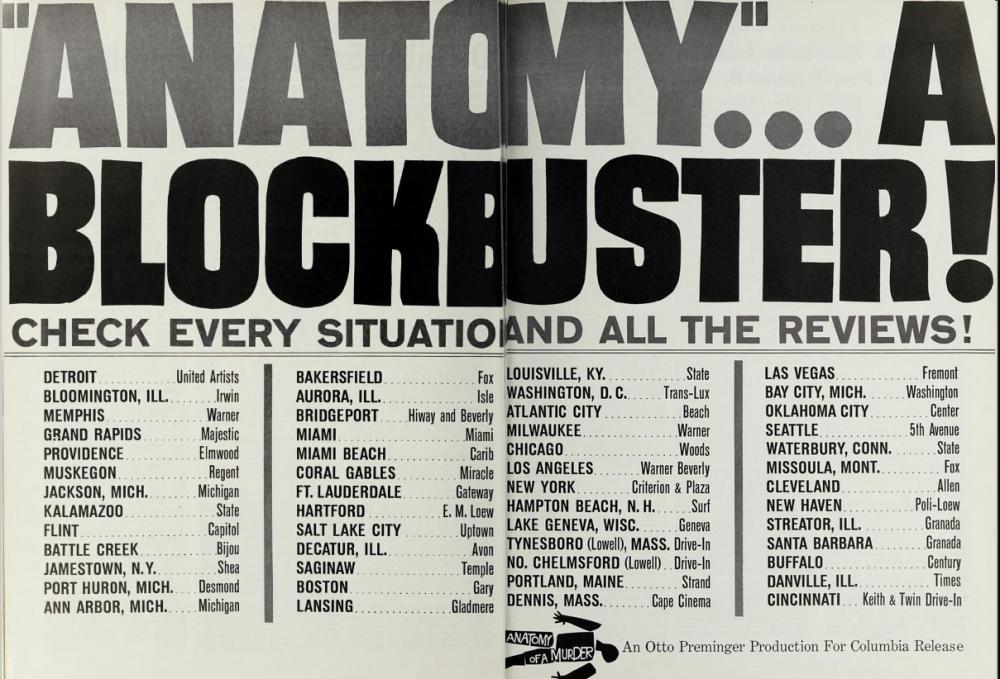 "ANATOMY"... A
BLOCKBUSTER!
CHECK EVERY SITUATIO AND ALL THE REVIEWS!
DETROIT United Artists
BLOOMINGTON, ILL. Irwin
MEMPHIS Warner
GRAND RAPIDS Majestic
PROVIDENCE Elmwood
MUSKEGON Regent
JACKSON, MICH. Michigan
KALAMAZOO State
FLINT Capitol
BATTLE CREEK Bijou
JAMESTOWN, N.Y. Shea
PORT HURON, MICH. Desmond
ANN ARBOR, MICH. Michigan
BAKERSFIELD Fox
AURORA, ILL. Isle
BRIDGEPORT Hiway and Beverly
MIAMI Miami
MIAMI BEACH Carib
CORAL GABLES Miracle
FT. LAUDERDALE Gateway
HARTFORD E. M. Loew
SALT LAKE CITY Uptown
DECATUR, ILL. Avon
SAGINAW Temple
BOSTON Gary
LANSING Gladmere
LOUISVILLE, KY. State
WASHINGTON, D.C. Trans-Lux
ATLANTIC CITY Beach
MILWAUKEE Warner
CHICAGO Woods
LOS ANGELES Warner Beverly
NEW YORK Criterion & Plaza
HAMPTON BEACH, N.H. Surf
LAKE GENEVA, WISC. Geneva
TYNESBORO (Lowell), MASS. Drive-In
NO. CHELMSFORD (Lowell) Drive-In
PORTLAND, MAINE Strand
DENNIS, MASS. Cape Cinema
LAS VEGAS Fremont
BAY CITY, MICH. Washington
OKLAHOMA CITY Center
SEATTLE 5th Avenue
WATERBURY, CONN. State
MISSOULA, MONT. Fox
CLEVELAND Allen
NEW HAVEN Poli-Loew
STREATOR, ILL. Granada
SANTA BARBARA Granada
BUFFALO Century
DANVILLE, ILL. Times
CINCINNATI Keith & Twin Drive-In
ANATOMY
OF A MURDER
An Otto Preminger Production For Columbia Release